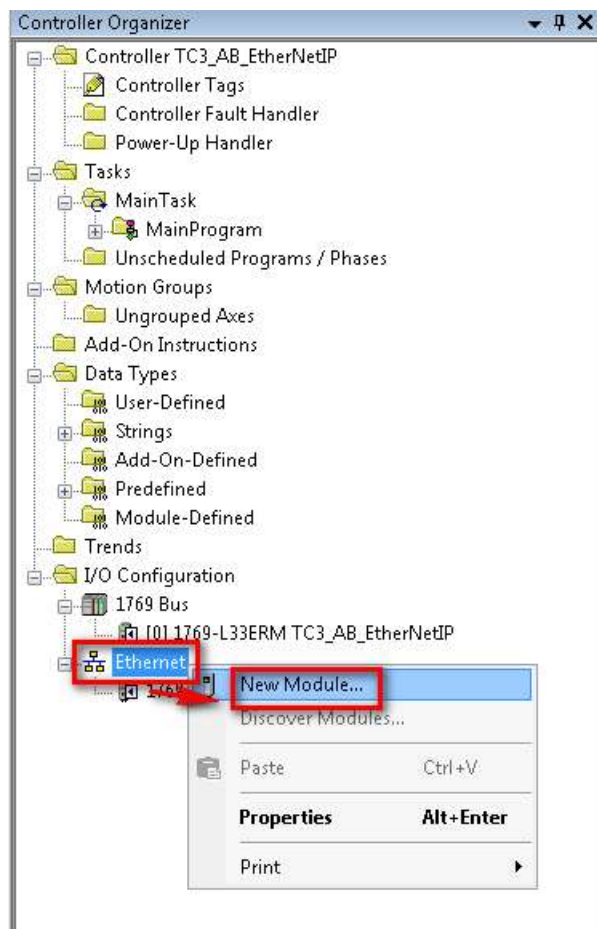 Controller Organizer
Controller TC3_AB_EtherNetIP
Controller Tags
Controller Fault Handler
Power-Up Handler
Tasks
MainTask
MainProgram
Unscheduled Programs / Phases
Motion Groups
Ungrouped Axes
Add-On Instructions
Data Types
User-Defined
Strings
Add-On-Defined
Predefined
Module-Defined
Trends
I/O Configuration
1769 Bus
[0] 1769-L33ERM TC3_AB_EtherNetIP
Ethernet
New Module...
Discover Modules...
Paste Ctrl+V
Properties Alt+Enter
Print